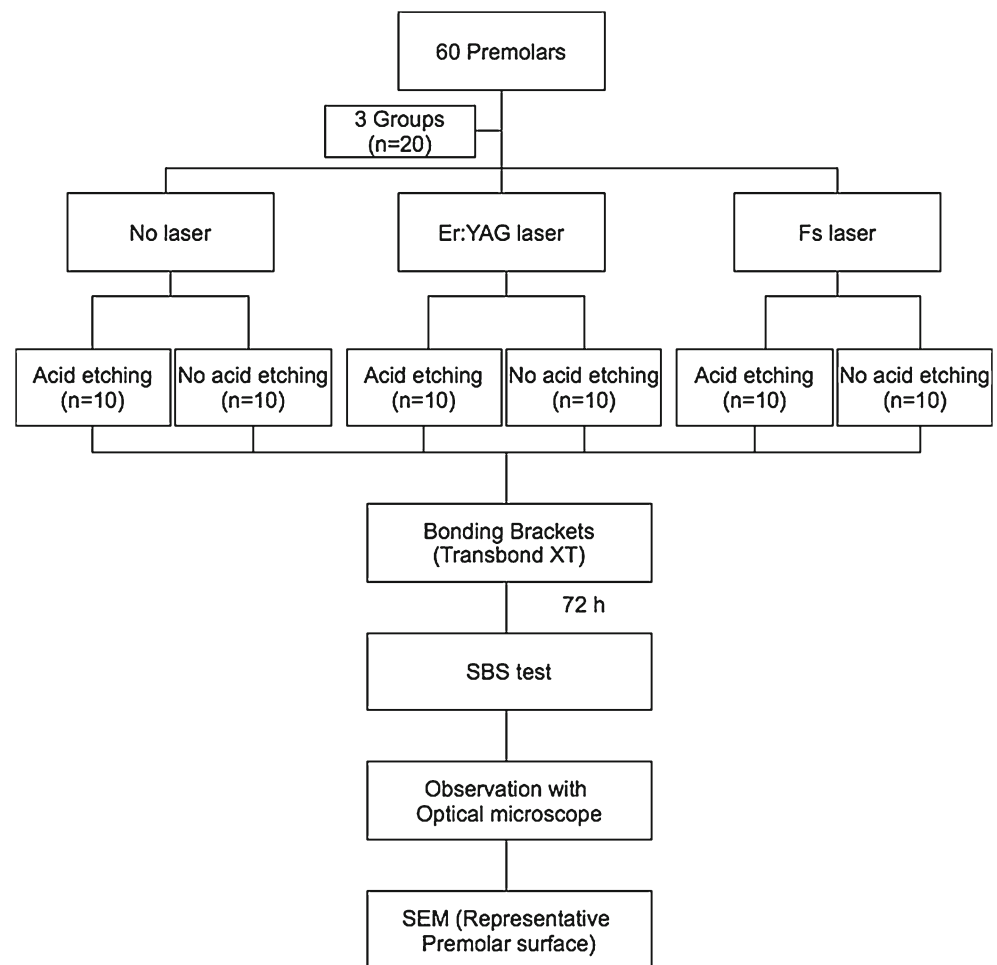 60 Premolars
3 Groups
(n=20)
No laser
Er:YAG laser
Fs laser
Acid etching
(n=10)
No acid etching
(n=10)
Acid etching
(n=10)
No acid etching
(n=10)
Acid etching
(n=10)
No acid etching
(n=10)
Bonding Brackets
(Transbond XT)
72 h
SBS test
Observation with
Optical microscope
SEM (Representative
Premolar surface)